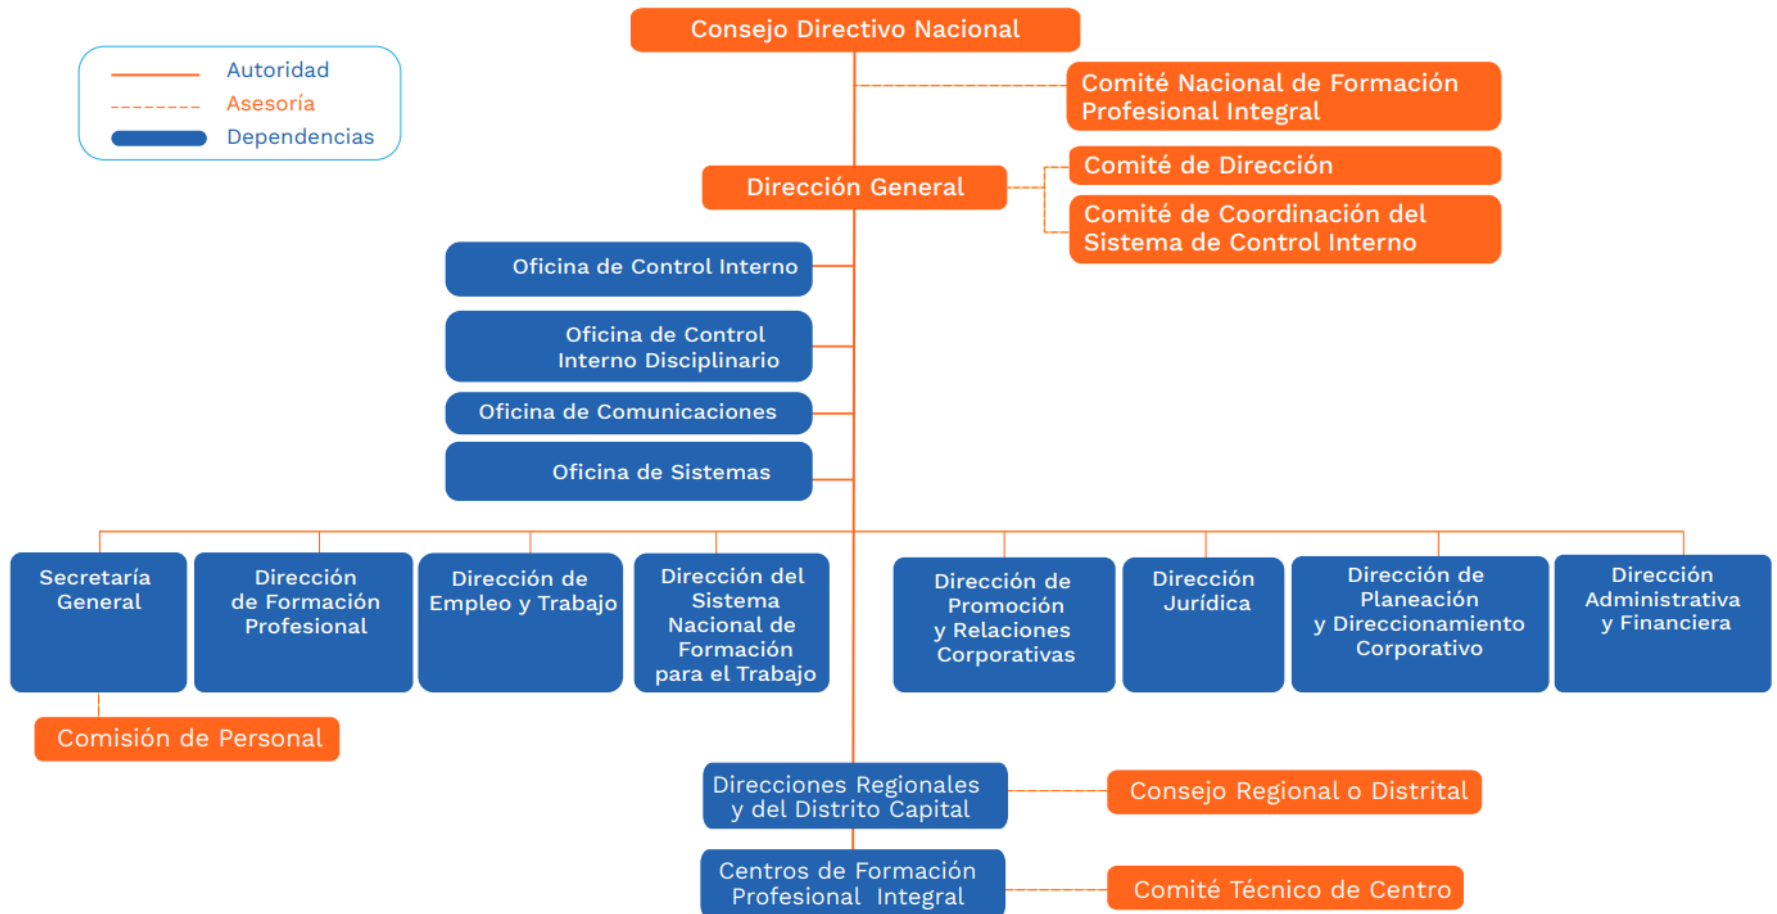 Consejo Directivo Nacional
Autoridad
Asesoría
Dependencias
Comité Nacional de Formación
Profesional Integral
Dirección General
Comité de Dirección
Comité de Coordinación del
Sistema de Control Interno
Oficina de Control Interno
Oficina de Control
Interno Disciplinario
Oficina de Comunicaciones
Oficina de Sistemas
Secretaría
General
Dirección
de Formación
Profesional
Dirección de
Empleo y Trabajo
Dirección del
Sistema
Nacional de
Formación
para el Trabajo
Dirección de
Promoción
y Relaciones
Corporativas
Dirección
Jurídica
Dirección de
Planeación
y Direccionamiento
Corporativo
Dirección
Administrativa
y Financiera
Comisión de Personal
Direcciones Regionales
y del Distrito Capital
Consejo Regional o Distrital
Centros de Formación
Profesional Integral
Comité Técnico de Centro